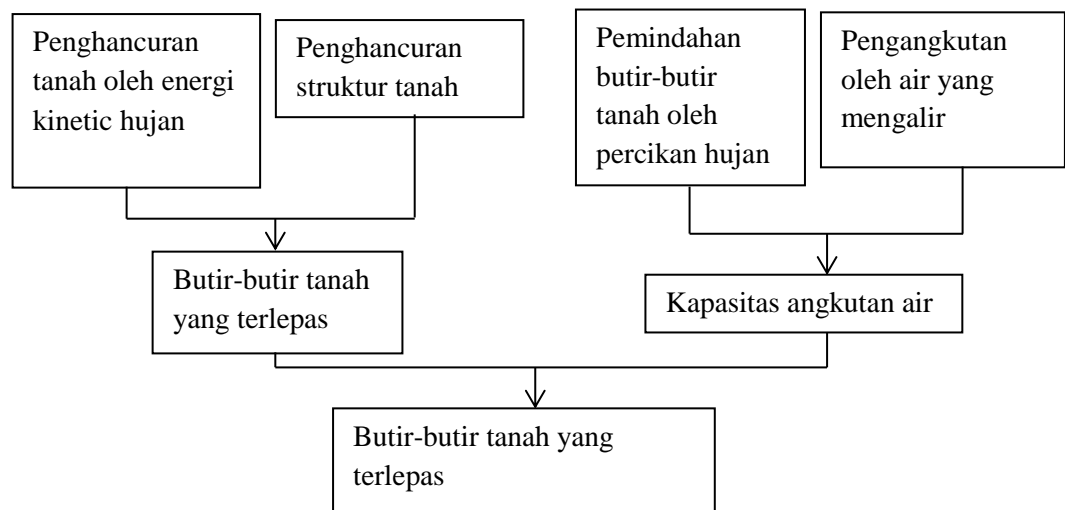 Penghancuran
tanah oleh energi
kinetic hujan
Penghancuran
struktur tanah
Pemindahan
butir-butir
tanah oleh
percikan hujan
Pengangkutan
oleh air yang
mengalir
Butir-butir tanah
yang terlepas
Kapasitas angkutan air
Butir-butir tanah yang
terlepas